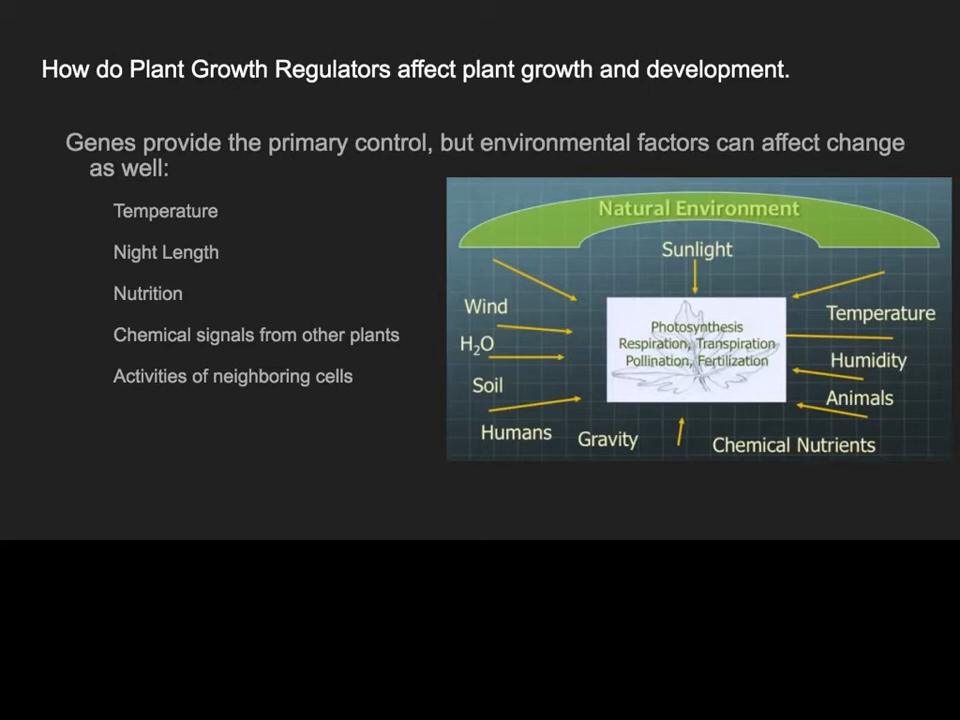 How do Plant Growth Regulators affect plant growth and development.
Genes provide the primary control, but environmental factors can affect change
as well:
Temperature
Night Length
Nutrition
Chemical signals from other plants
Activities of neighboring cells
Natural Environment
Sunlight
Wind
H₂O
Soil
Humans
Gravity
Photosynthesis
Respiration, Transpiration
Pollination, Fertilization
Temperature
Humidity
Animals
Chemical Nutrients